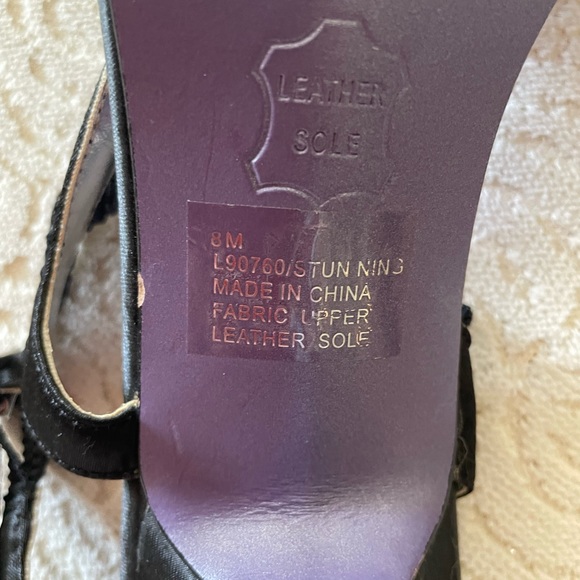 LEATHER
SOLE
8M
L90760/STUN NING
MADE IN CHINA
FABRIC UPPER
LEATHER SOLE